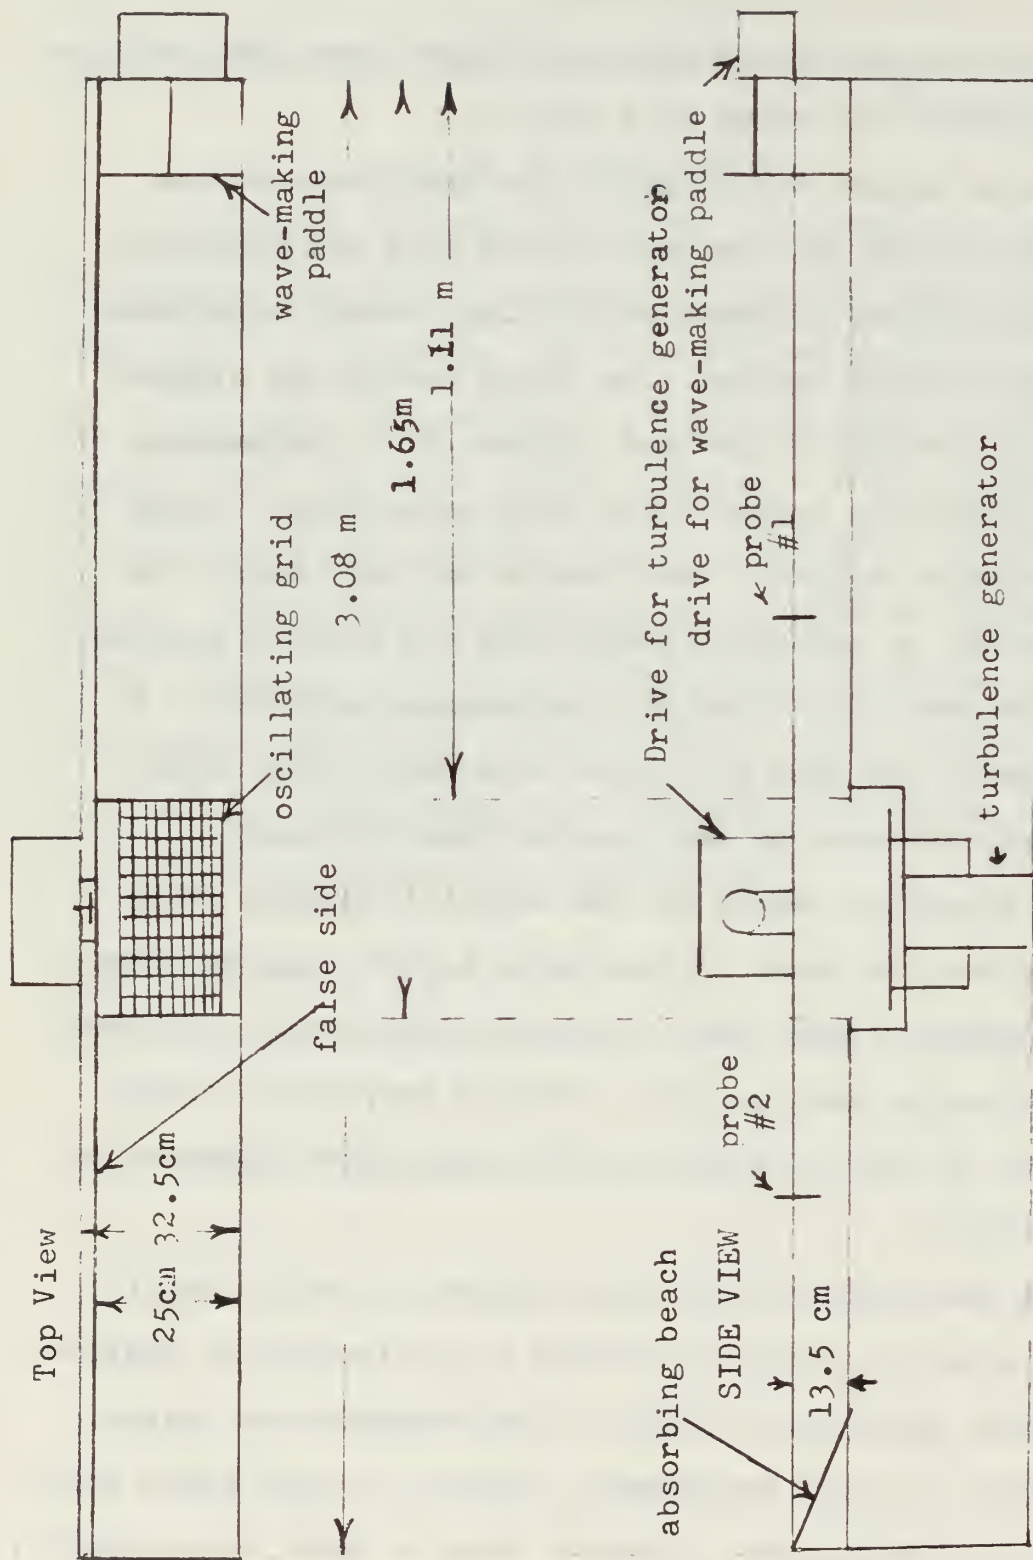 Top View
25cm
32.5cm
false side
oscillating grid
wave-making
paddle
3.08 m
1.65m
1.11 m
absorbing beach
SIDE VIEW
13.5 cm
probe
#2
Drive for turbulence generator
drive for wave-making paddle
probe
#1
turbulence generator